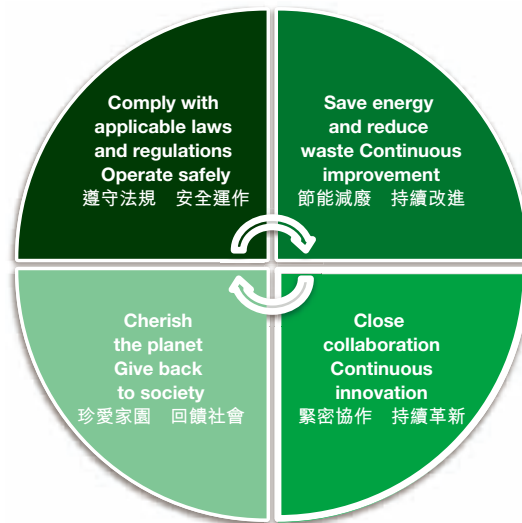 Comply with
applicable laws
and regulations
Operate safely
遵守法規 安全運作
Save energy
and reduce
waste Continuous
improvement
節能減廢 持續改進
Cherish
the planet
Give back
to society
珍愛家園 回饋社會
Close
collaboration
Continuous
innovation
緊密協作 持續革新